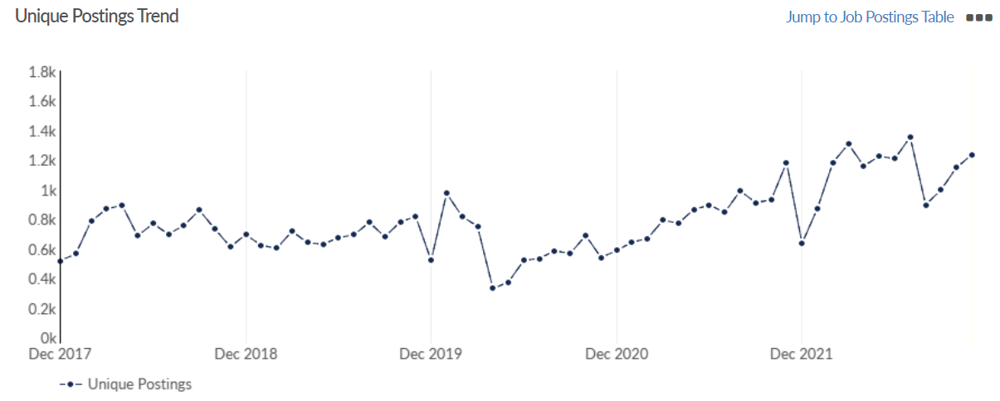 Unique Postings Trend
Jump to Job Postings Table
1.8k
1.6k
1.4k
1.2k
1k
0.8k
0.6k
0.4k
0.2k
0k
Dec 2017 Dec 2018 Dec 2019 Dec 2020 Dec 2021
Unique Postings